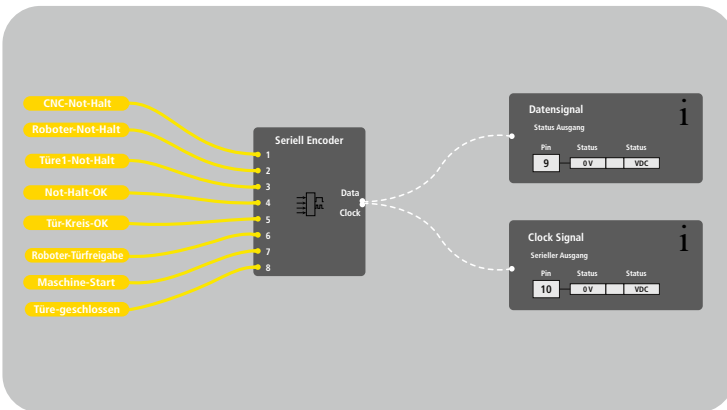 CNC-Not-Halt
Roboter-Not-Halt
Türe1-Not-Halt
Not-Halt-OK
Tür-Kreis-OK
Roboter-Türfreigabe
Maschine-Start
Türe-geschlossen
Seriell Encoder
1
2
3
4
5
6
7
8
Data
Clock
Datensignal
i
Status Ausgang
Pin Status Status
9 0 V VDC
Clock Signal
i
Serieller Ausgang
Pin Status Status
10 0 V VDC